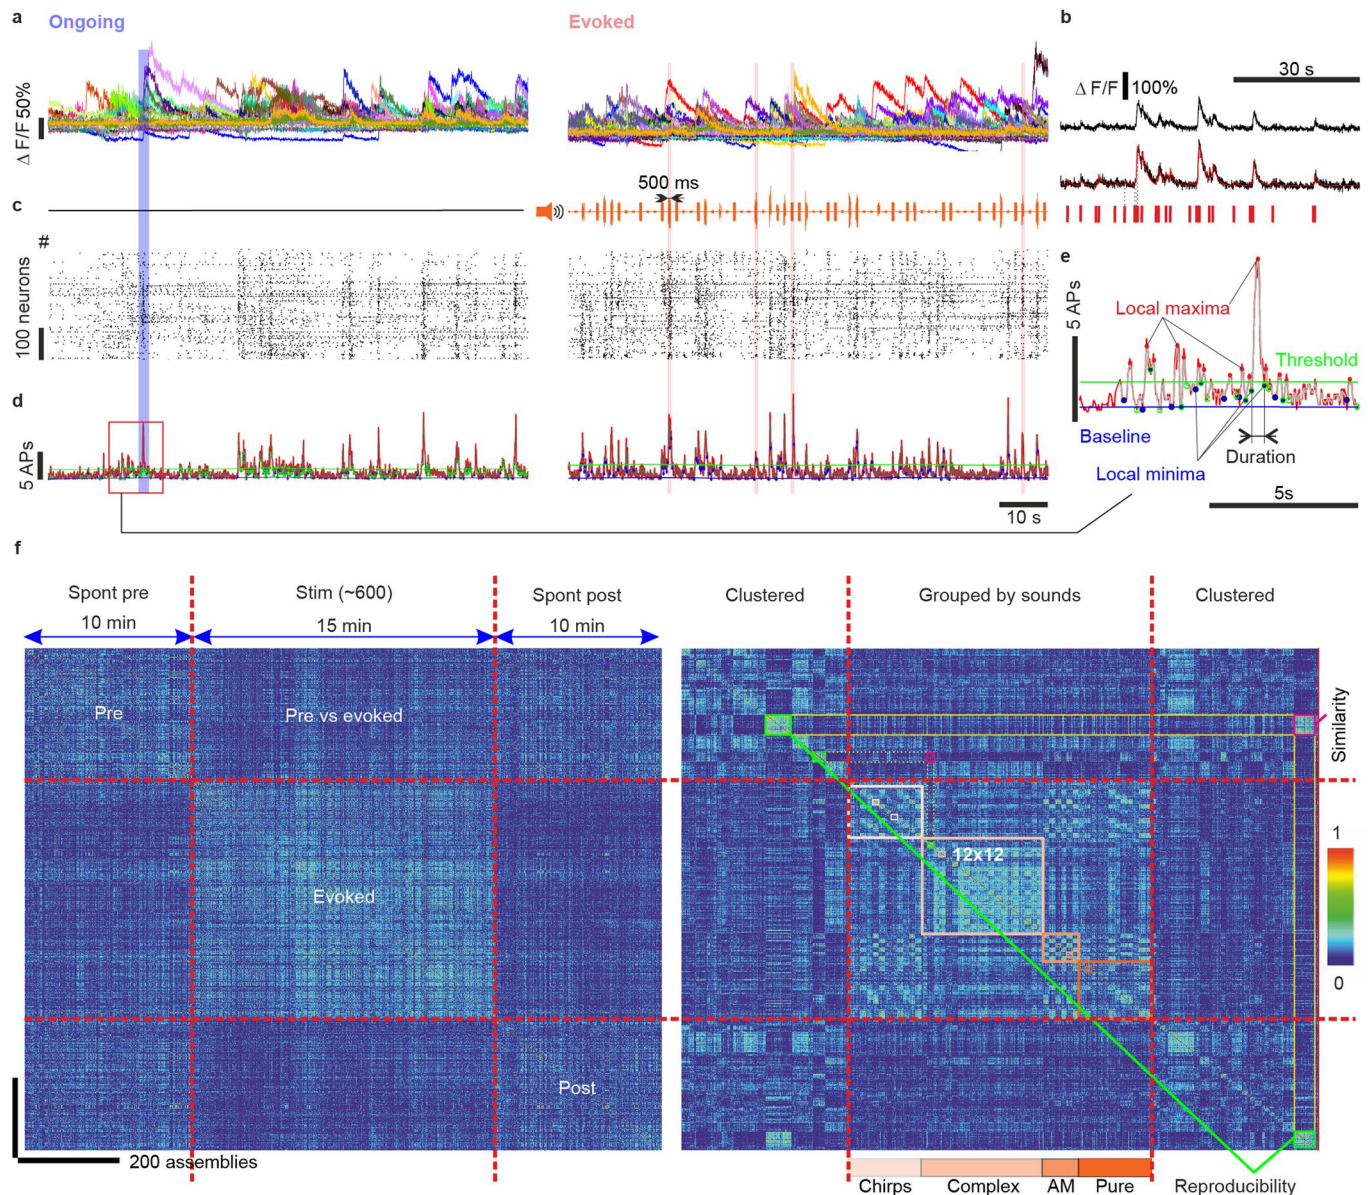 a
Ongoing
Evoked
b
Δ F/F 50%
30 s
Δ F/F 100%
500 ms
c
#
100 neurons
e
5 APs
Local maxima
Threshold
Baseline
Duration
Local minima
5s
d
5 APs
10 s
f
Spont pre
Stim (~600)
Spont post
Clustered
Grouped by sounds
Clustered
10 min
15 min
10 min
Pre
Pre vs evoked
Similarity
1
12x12
Evoked
0
Post
200 assemblies
Chirps
Complex
AM
Pure
Reproducibility